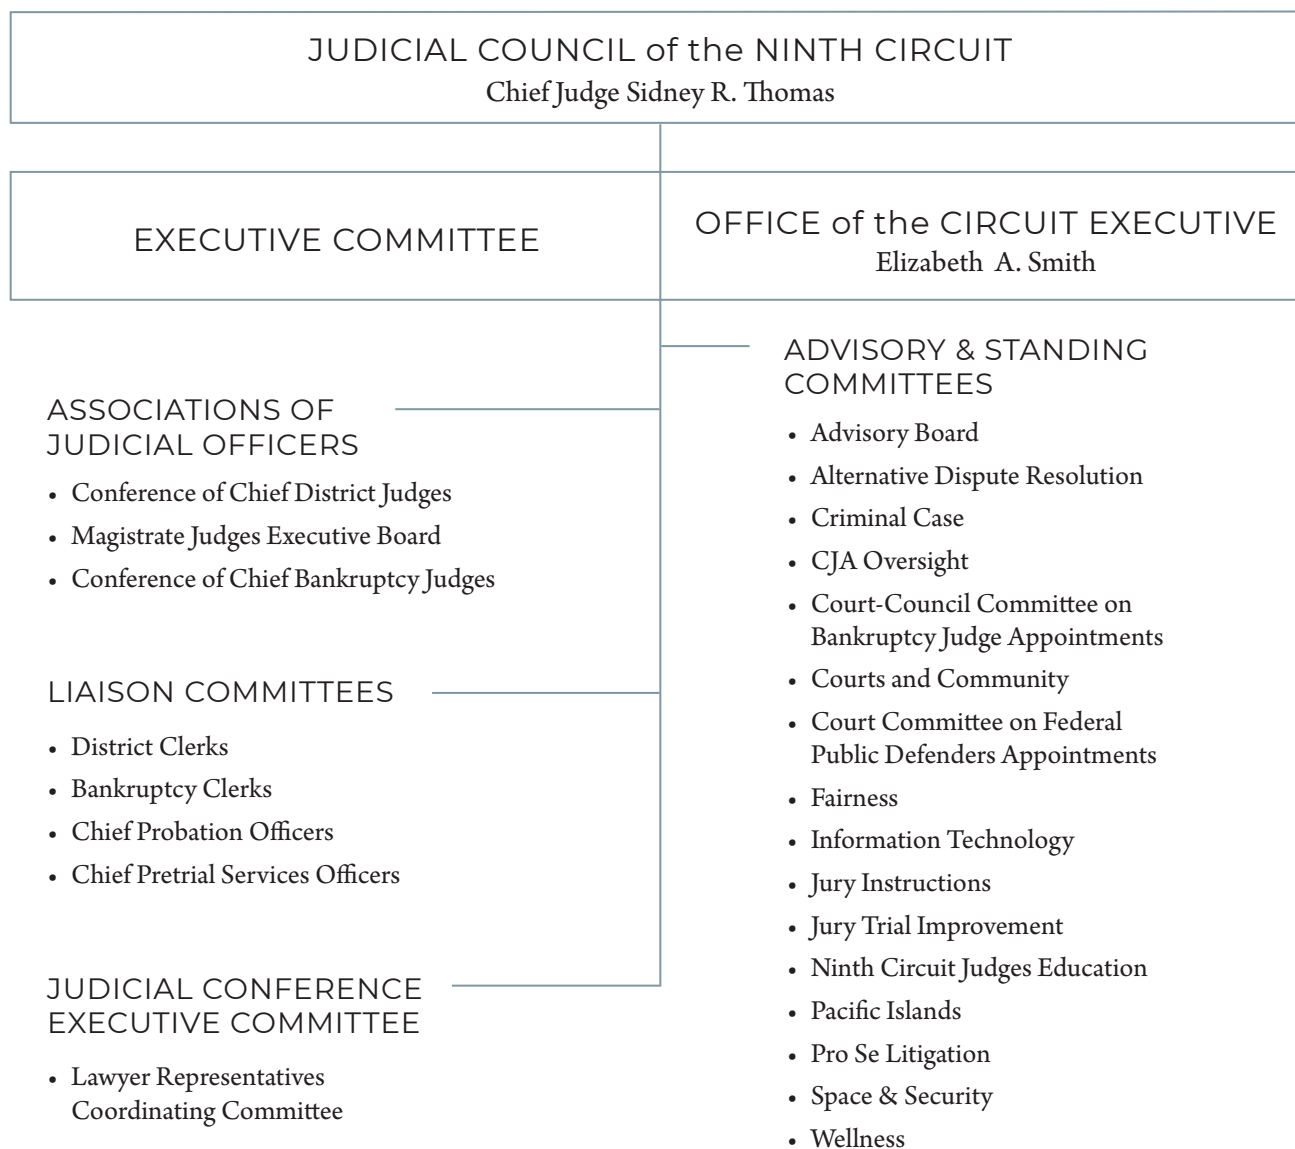 JUDICIAL COUNCIL of the NINTH CIRCUIT
Chief Judge Sidney R. Thomas
EXECUTIVE COMMITTEE
OFFICE of the CIRCUIT EXECUTIVE
Elizabeth A. Smith
ASSOCIATIONS OF
JUDICIAL OFFICERS
• Conference of Chief District Judges
• Magistrate Judges Executive Board
• Conference of Chief Bankruptcy Judges
LIAISON COMMITTEES
• District Clerks
• Bankruptcy Clerks
• Chief Probation Officers
• Chief Pretrial Services Officers
JUDICIAL CONFERENCE
EXECUTIVE COMMITTEE
• Lawyer Representatives
Coordinating Committee
ADVISORY & STANDING
COMMITTEES
• Advisory Board
• Alternative Dispute Resolution
• Criminal Case
• CJA Oversight
• Court-Council Committee on
Bankruptcy Judge Appointments
• Courts and Community
• Court Committee on Federal
Public Defenders Appointments
• Fairness
• Information Technology
• Jury Instructions
• Jury Trial Improvement
• Ninth Circuit Judges Education
• Pacific Islands
• Pro Se Litigation
• Space & Security
• Wellness